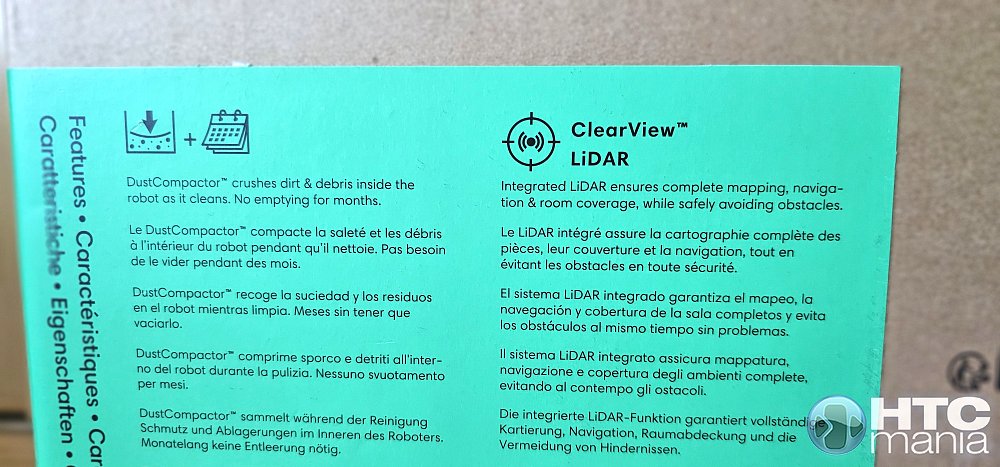 Features • Caractéristiques • Car
Caratteristiche • Eigenschaften •
+
DustCompactor™ crushes dirt & debris inside the
robot as it cleans. No emptying for months.
Le DustCompactor™ compacte la saleté et les débris
à l'intérieur du robot pendant qu'il nettoie. Pas besoin
de le vider pendant des mois.
DustCompactor™ recoge la suciedad y los residuos
en el robot mientras limpia. Meses sin tener que
vaciarlo.
DustCompactor™ comprime sporco e detriti all'inter-
no del robot durante la pulizia. Nessuno svuotamento
per mesi.
DustCompactor™ sammelt während der Reinigung
Schmutz und Ablagerungen im Inneren des Roboters.
Monatelang keine Entleerung nötig.
ClearView™
LiDAR
Integrated LiDAR ensures complete mapping, naviga-
tion & room coverage, while safely avoiding obstacles.
Le LiDAR intégré assure la cartographie complète des
pièces, leur couverture et la navigation, tout en
évitant les obstacles en toute sécurité.
El sistema LiDAR integrado garantiza el mapeo, la
navegación y cobertura de la sala completos y evita
los obstáculos al mismo tiempo sin problemas.
Il sistema LiDAR integrato assicura mappatura,
navigazione e copertura degli ambienti complete,
evitando al contempo gli ostacoli.
Die integrierte LiDAR-Funktion garantiert vollständige
Kartierung, Navigation, Raumabdeckung und die
Vermeidung von Hindernissen.
HTC
mania